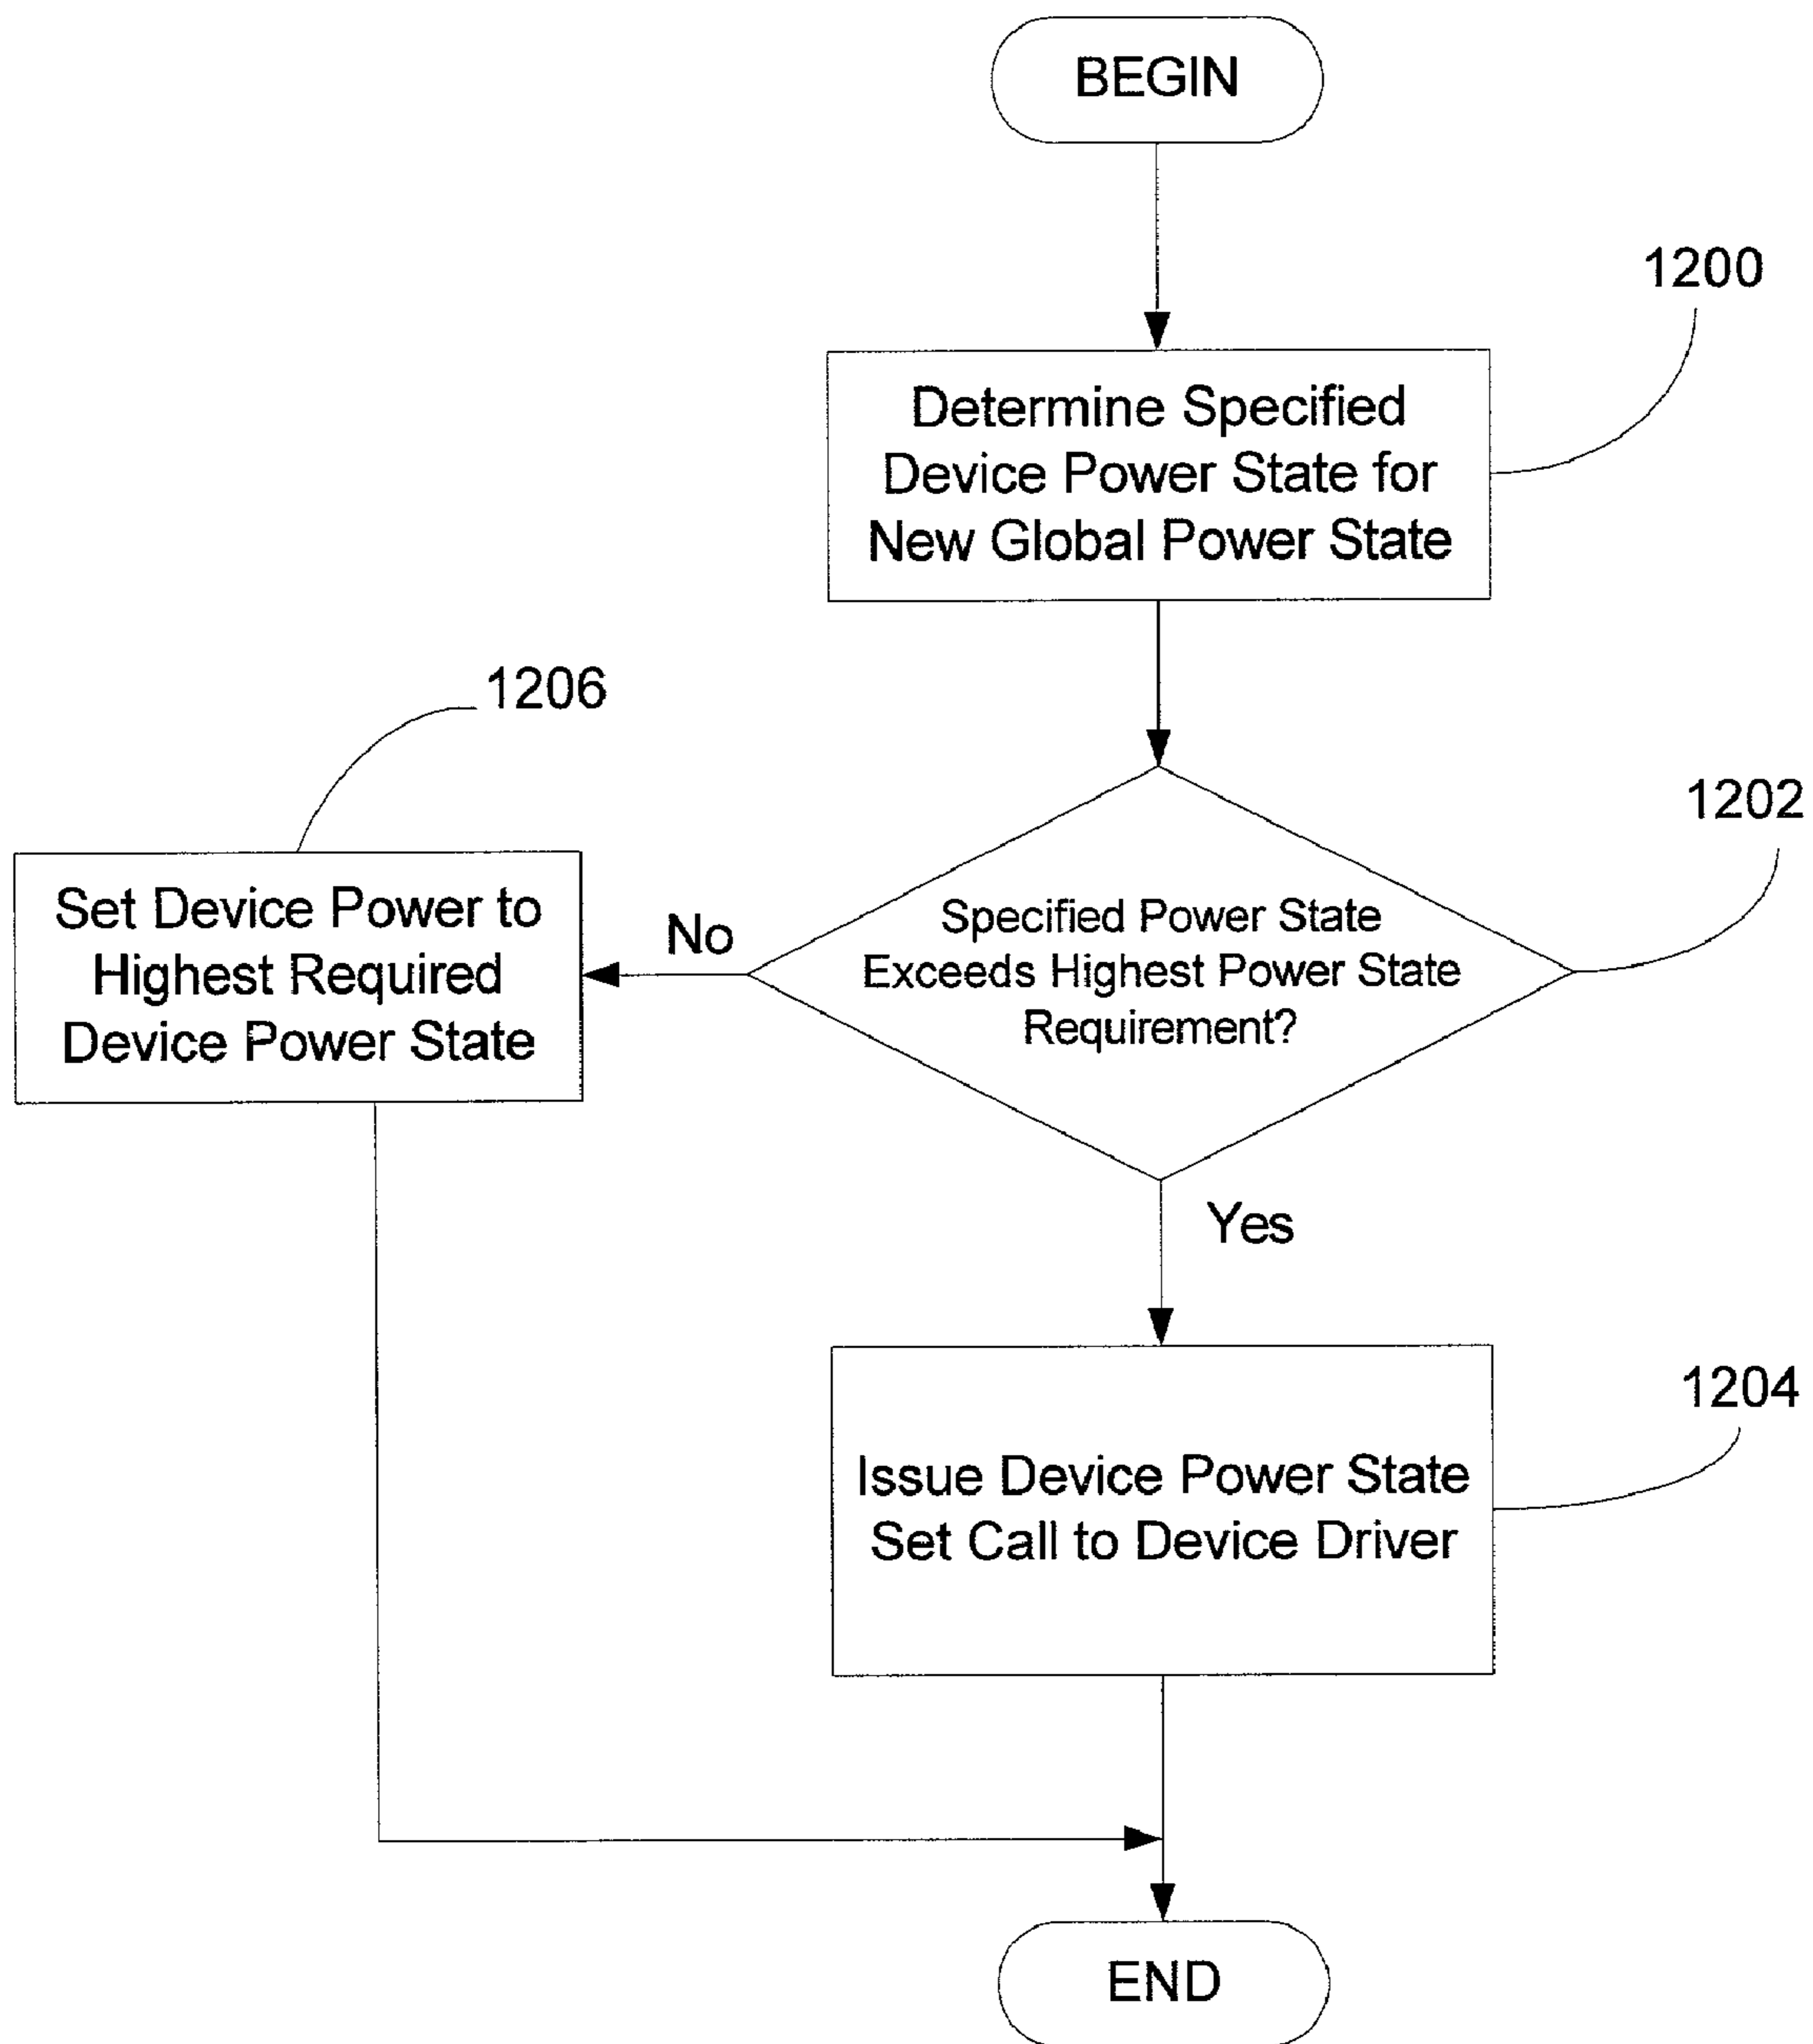 BEGIN
1200
Determine Specified
Device Power State for
New Global Power State
1206
1202
Set Device Power to
Highest Required
Device Power State
No
Specified Power State
Exceeds Highest Power State
Requirement?
Yes
1204
Issue Device Power State
Set Call to Device Driver
END